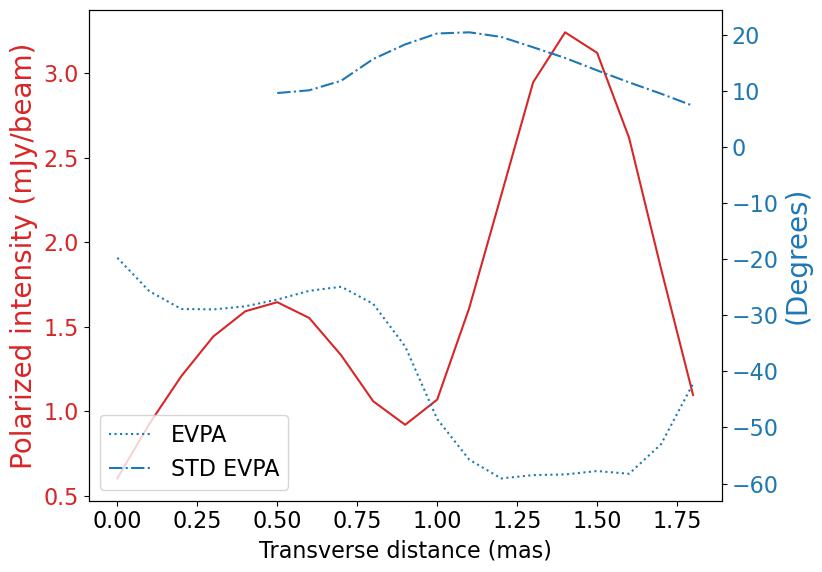 Polarized intensity (mJy/beam)
3.0
2.5
2.0
1.5
1.0
0.5
20
10
0
−10
−20
−30
−40
−50
−60
(Degrees)
EVPA
STD EVPA
0.00 0.25 0.50 0.75 1.00 1.25 1.50 1.75
Transverse distance (mas)